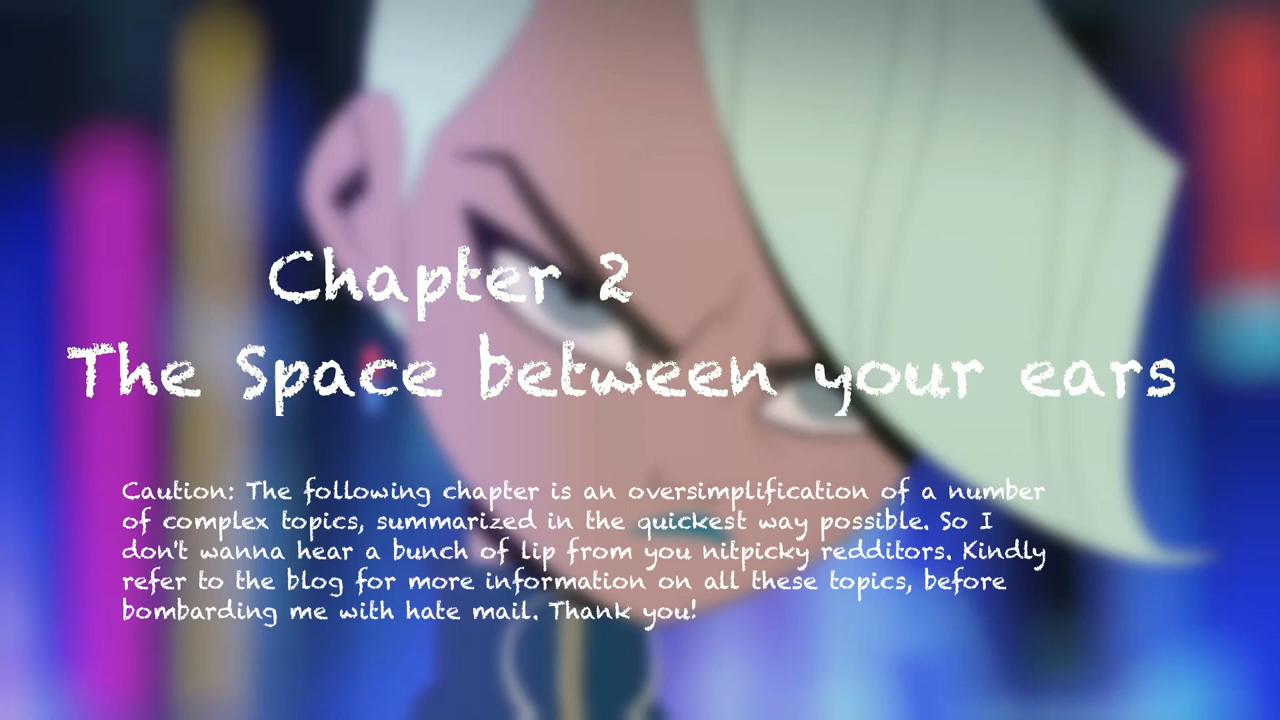 Chapter 2
The Space between your ears
Caution: The following chapter is an oversimplification of a number
of complex topics, summarized in the quickest way possible. So I
don't wanna hear a bunch of lip from you nitpicky redditors. Kindly
refer to the blog for more information on all these topics, before
bombarding me with hate mail. Thank you!